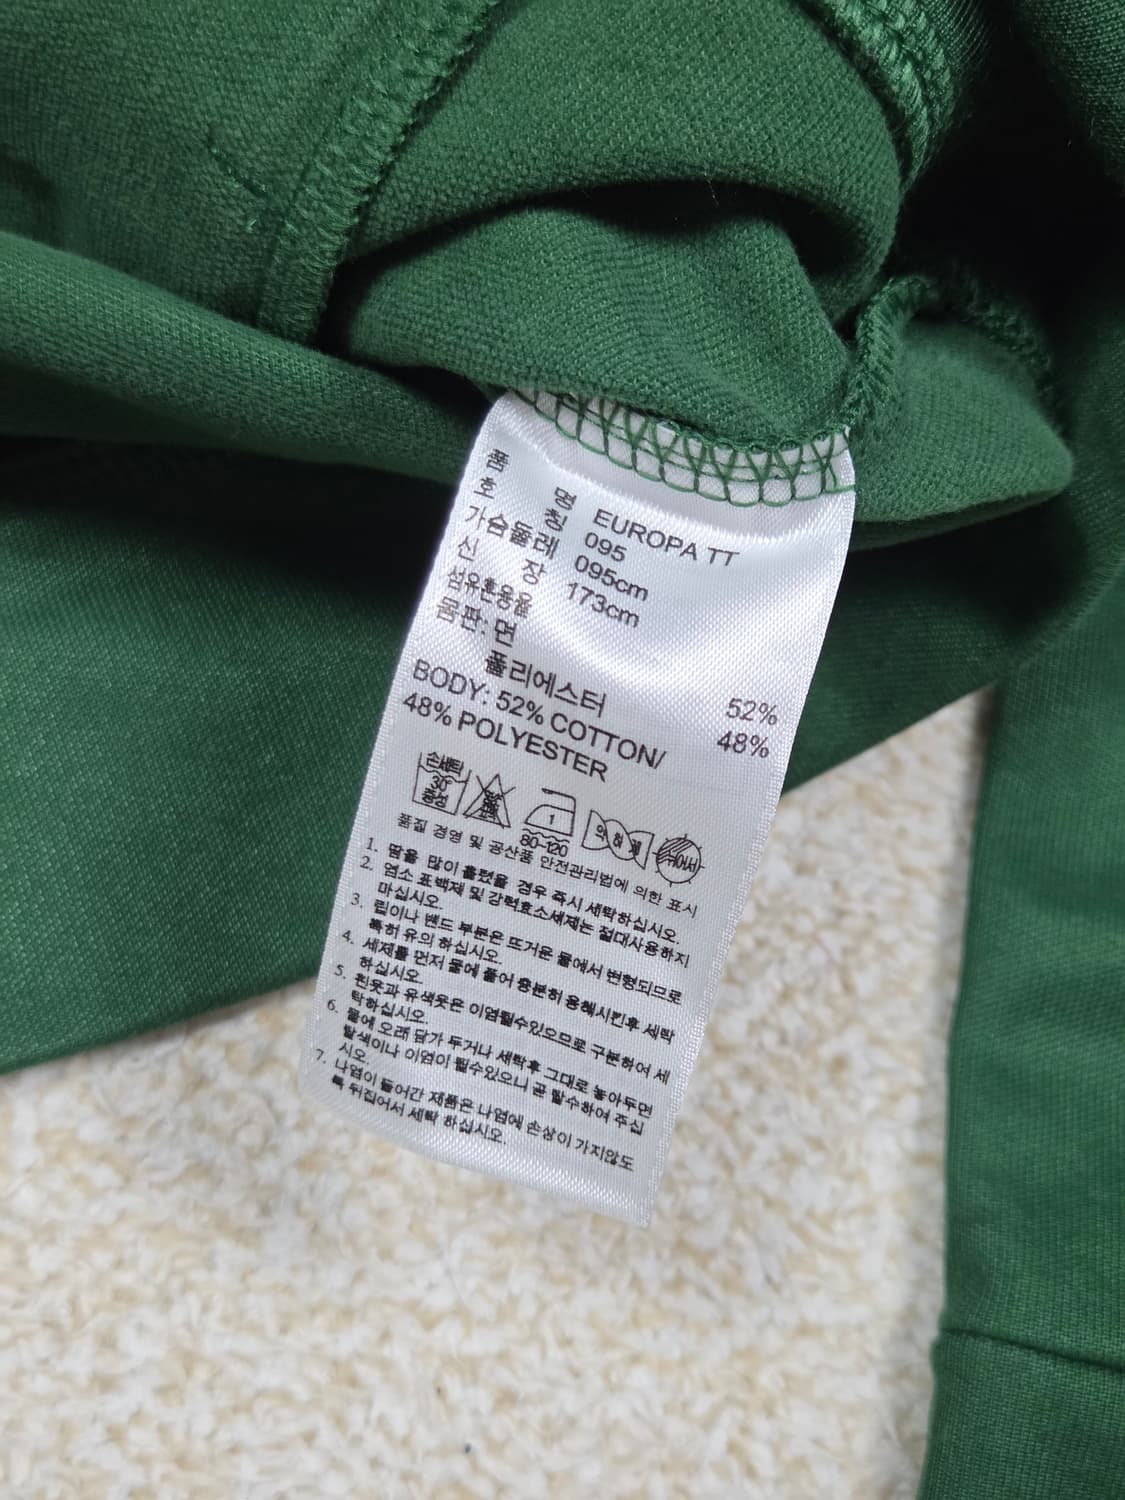 품 명 EUROPA TT
호 칭 095
가슴둘레 095cm
신 장 173cm
섬유혼용율
몸판: 면 52%
폴리에스터 48%
BODY: 52% COTTON/
48% POLYESTER
손세탁 30 중성
1 80-120
약하게
품질 경영 및 공산품 안전관리법에 의한 표시
1. 땀을 많이 흘렸을 경우 즉시 세탁하십시오.
2. 염소 표백제 및 강력효소세제는 절대사용하지
마십시오.
3. 립이나 밴드 부분은 뜨거운 물에서 변형되므로
특허 유의 하십시오.
4. 세제를 먼저 물에 풀어 충분히 용해시킨후 세탁
하십시오.
5. 흰옷과 유색옷은 이염될수있으므로 구분하여 세
탁하십시오.
6. 물에 오래 담가 두거나 세탁후 그대로 놓아두면
탈색이나 이염이 될수있으니 곧 탈수하여 주십
시오.
7. 나염이 들어간 제품은 나염에 손상이 가지않도
록 뒤집어서 세탁 하십시오.